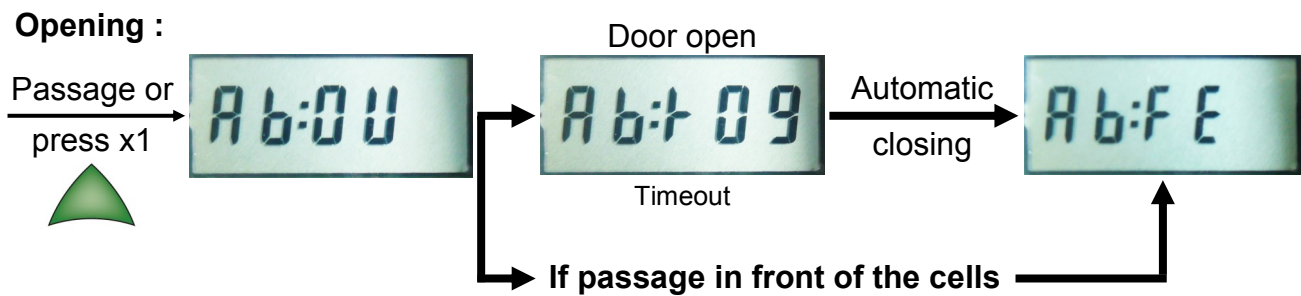 Opening :
Passage or
press x1
Ab:OU
Door open
Ab:t 09
Timeout
Automatic
closing
Ab:FE
If passage in front of the cells